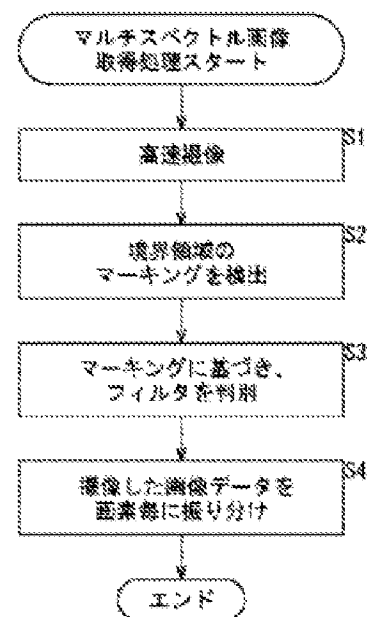 マルチスペクトル画像
取得処理スタート
S1
高速撮像
S2
境界領域の
マーキングを検出
S3
マーキングに基づき、
フィルタを判別
S4
撮像した画像データを
画素毎に振り分け
エンド